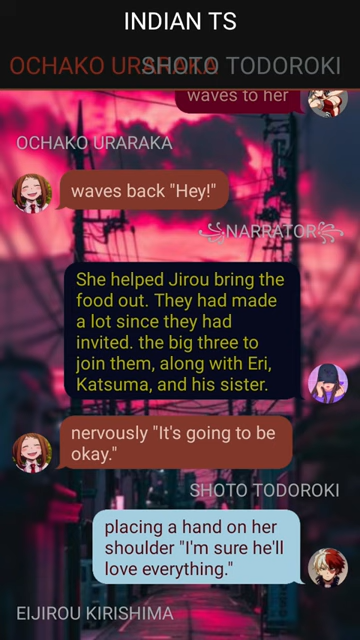 INDIAN TS
OCHAKO URARAKA
SHOTO TODOROKI
waves to her
OCHAKO URARAKA
waves back "Hey!"
꧁NARRATOR꧂
She helped Jirou bring the
food out. They had made
a lot since they had
invited. the big three to
join them, along with Eri,
Katsuma, and his sister.
nervously "It's going to be
okay."
SHOTO TODOROKI
placing a hand on her
shoulder "I'm sure he'll
love everything."
EIJIROU KIRISHIMA